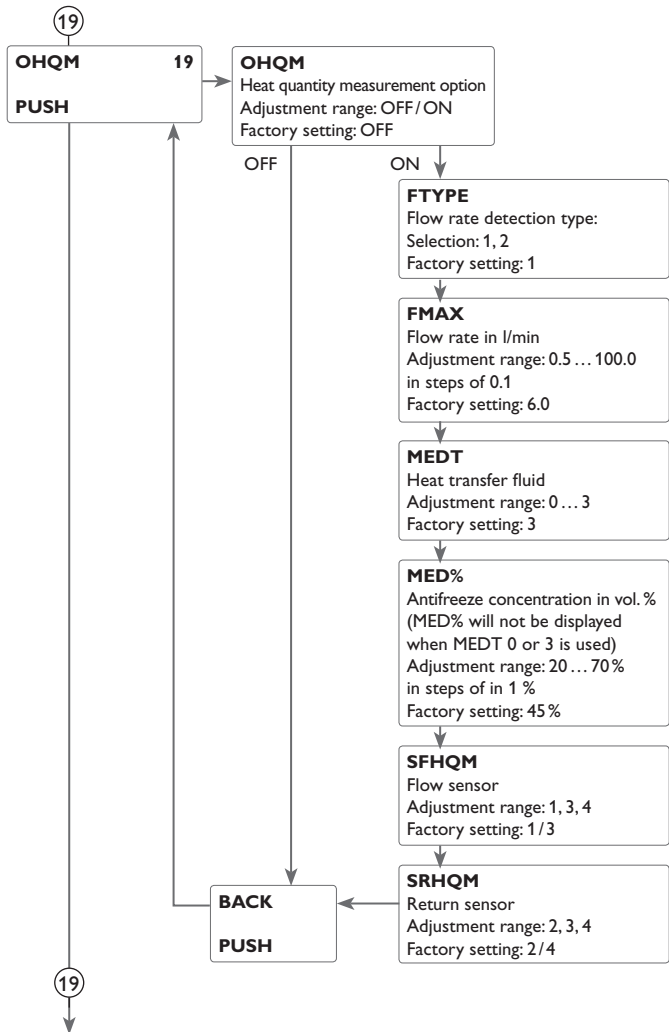 19
OHQM 19
PUSH
OHQM
Heat quantity measurement option
Adjustment range: OFF / ON
Factory setting: OFF
OFF
ON
FTYPE
Flow rate detection type:
Selection: 1, 2
Factory setting: 1
FMAX
Flow rate in l/min
Adjustment range: 0.5 … 100.0
in steps of 0.1
Factory setting: 6.0
MEDT
Heat transfer fluid
Adjustment range: 0 … 3
Factory setting: 3
MED%
Antifreeze concentration in vol. %
(MED% will not be displayed
when MEDT 0 or 3 is used)
Adjustment range: 20 … 70 %
in steps of in 1 %
Factory setting: 45 %
SFHQM
Flow sensor
Adjustment range: 1, 3, 4
Factory setting: 1 / 3
SRHQM
Return sensor
Adjustment range: 2, 3, 4
Factory setting: 2/ 4
BACK
PUSH
19